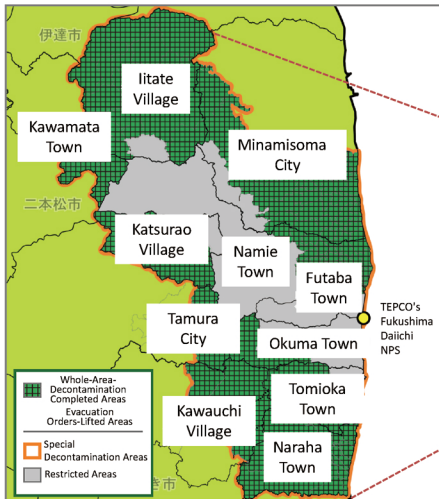 伊達市
Iitate
Village
Kawamata
Town
Minamisoma
City
二本松市
Katsurao
Village
Namie
Town
Futaba
Town
TEPCO's
Fukushima
Daiichi
NPS
Tamura
City
Okuma Town
Tomioka
Town
Kawauchi
Village
Naraha
Town
Whole-Area-
Decontamination
Completed Areas
Evacuation
Orders-Lifted Areas
Special
Decontamination Areas
Restricted Areas
き市